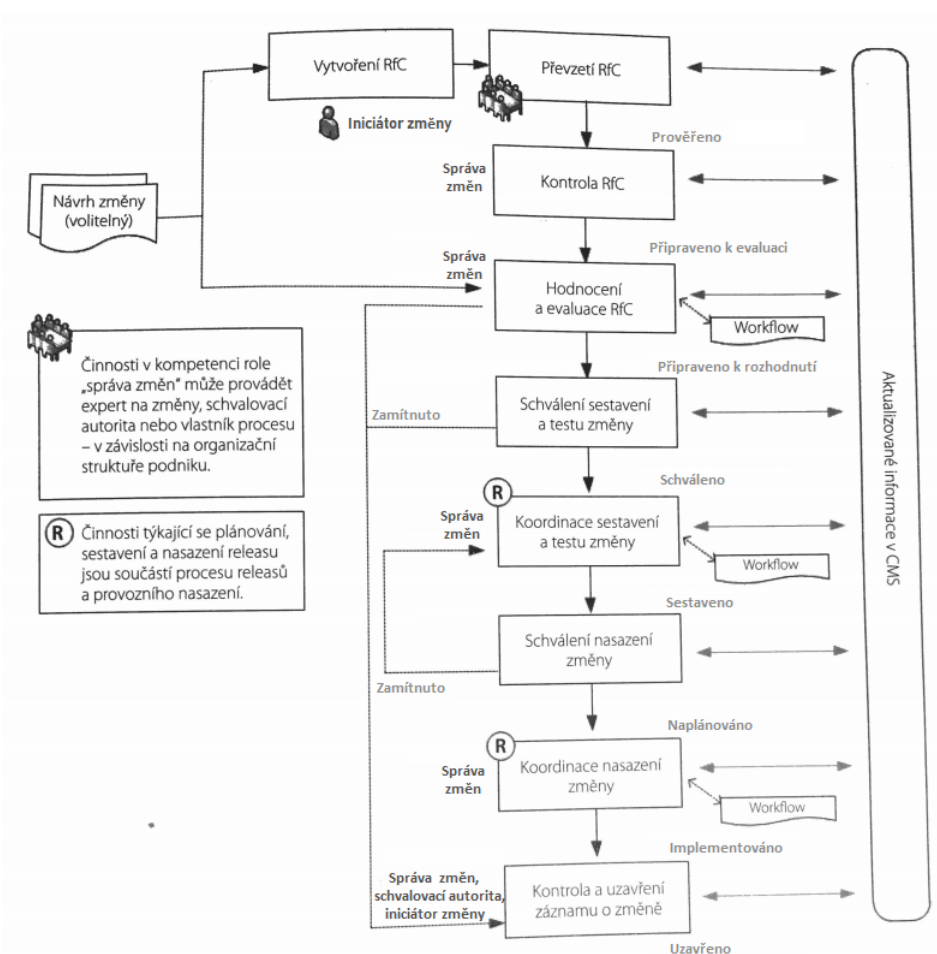 Vytvoření RfC
Převzetí RfC
Iniciátor změny
Prověřeno
Správa
změn
Kontrola RfC
Návrh změny
(volitelný)
Připraveno k evaluaci
Správa
změn
Hodnocení
a evaluace RfC
Workflow
Činnosti v kompetenci role
„správa změn“ může provádět
expert na změny, schvalovací
autorita nebo vlastník procesu
– v závislosti na organizační
struktuře podniku.
Připraveno k rozhodnutí
Zamítnuto
Schválení sestavení
a testu změny
Schváleno
R
Správa
změn
Koordinace sestavení
a testu změny
Workflow
R
Činnosti týkající se plánování,
sestavení a nasazení releasu
jsou součástí procesu releasů
a provozního nasazení.
Sestaveno
Schválení nasazení
změny
Zamítnuto
Naplánováno
R
Správa
změn
Koordinace nasazení
změny
Workflow
Implementováno
Správa změn,
schvalovací autorita,
iniciátor změny
Kontrola a uzavření
záznamu o změně
Uzavřeno
Aktualizované informace v CMS